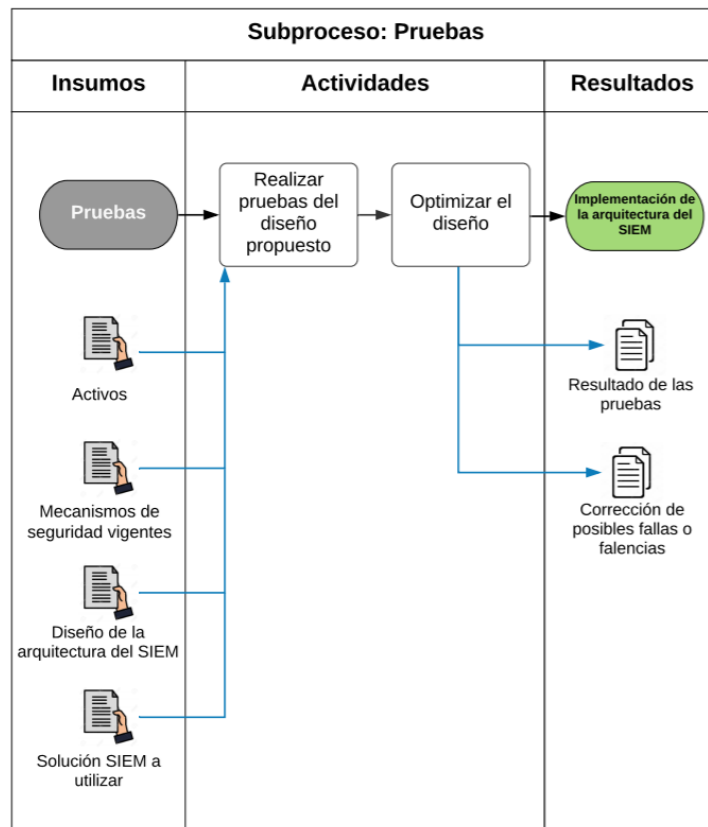 Subproceso: Pruebas
Insumos
Actividades
Resultados
Pruebas
Realizar
pruebas del
diseño
propuesto
Optimizar el
diseño
Implementación de
la arquitectura del
SIEM
Activos
Resultado de las
pruebas
Mecanismos de
seguridad vigentes
Corrección de
posibles fallas o
falencias
Diseño de la
arquitectura del SIEM
Solución SIEM a
utilizar